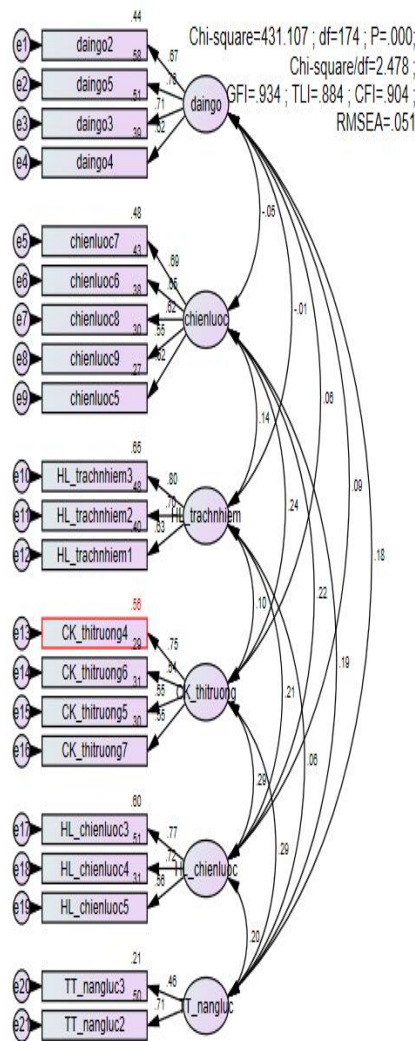 Chi-square=431.107 ; df=174 ; P=.000;
Chi-square/df=2.478 ;
GFI=.934 ; TLI=.884 ; CFI=.904 ;
RMSEA=.051
.44
e1 daingo2 .67
.58
e2 daingo5 .76
.51
e3 daingo3 .71
.39
e4 daingo4 .62
daingo
.48
e5 chienluoc7 .69
.43
e6 chienluoc6 .65
.38
e7 chienluoc8 .62
.30
e8 chienluoc9 .55
.27
e9 chienluoc5 .52
chienluoc
.65
e10 HL_trachnhiem3 .80
.48
e11 HL_trachnhiem2 .70
.40
e12 HL_trachnhiem1 .63
HL_trachnhiem
.56
e13 CK_thitruong4 .75
.29
e14 CK_thitruong6 .54
.31
e15 CK_thitruong5 .55
.30
e16 CK_thitruong7 .55
CK_thitruong
.60
e17 HL_chienluoc3 .77
.51
e18 HL_chienluoc4 .72
.31
e19 HL_chienluoc5 .56
HL_chienluoc
.21
e20 TT_nangluc3 .46
.50
e21 TT_nangluc2 .71
TT_nangluc
-.05
-.01
.06
.09
.18
.14
.24
.22
.19
.10
.21
.06
.29
.29
.20